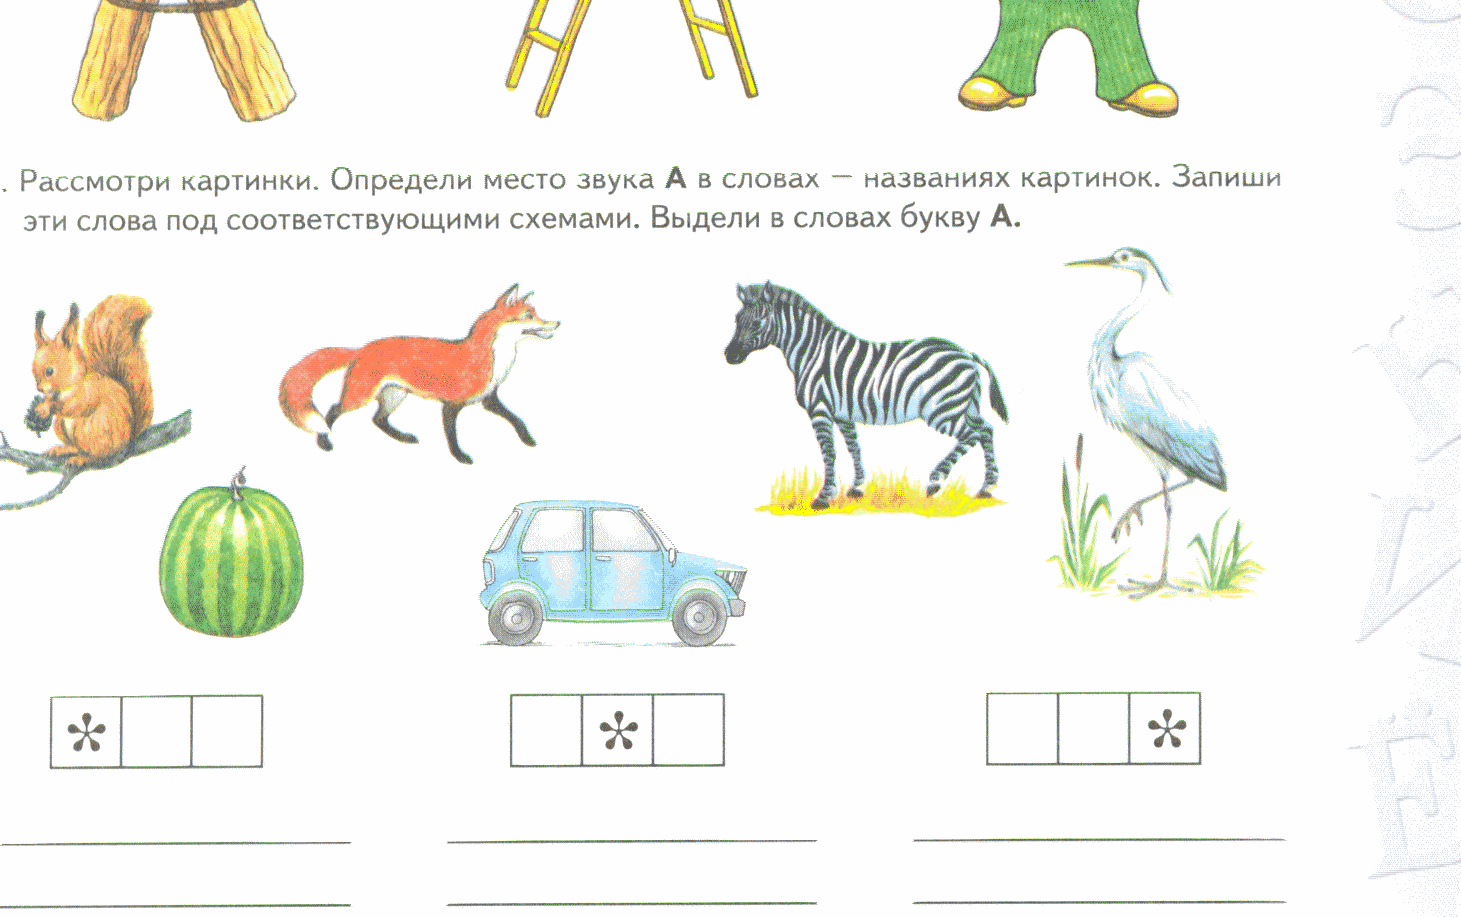 . Рассмотри картинки. Определи место звука А в словах — названиях картинок. Запиши
эти слова под соответствующими схемами. Выдели в словах букву А.